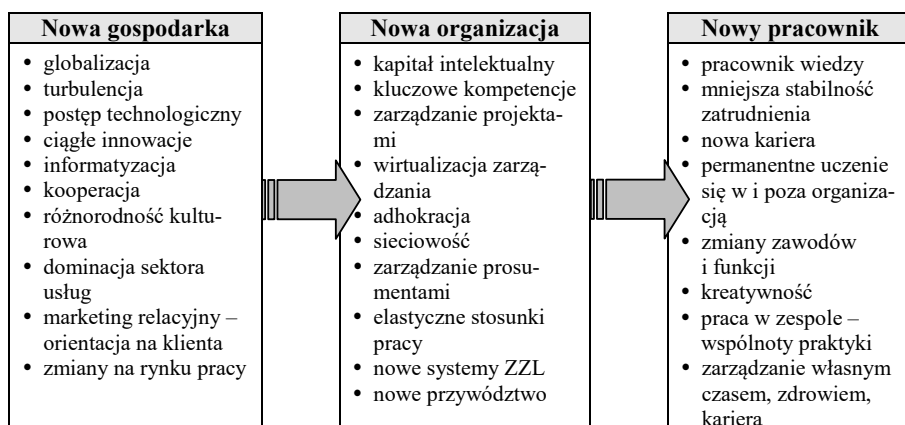 Nowa gospodarka
• globalizacja
• turbulencja
• postęp technologiczny
• ciągłe innowacje
• informatyzacja
• kooperacja
• różnorodność kultu-
rowa
• dominacja sektora
usług
• marketing relacyjny –
orientacja na klienta
• zmiany na rynku pracy
Nowa organizacja
• kapitał intelektualny
• kluczowe kompetencje
• zarządzanie projekta-
mi
• wirtualizacja zarzą-
dzania
• adhokracja
• sieciowość
• zarządzanie prosu-
mentami
• elastyczne stosunki
pracy
• nowe systemy ZZL
• nowe przywództwo
Nowy pracownik
• pracownik wiedzy
• mniejsza stabilność
zatrudnienia
• nowa kariera
• permanentne uczenie
się w i poza organiza-
cją
• zmiany zawodów
i funkcji
• kreatywność
• praca w zespole –
wspólnoty praktyki
• zarządzanie własnym
czasem, zdrowiem,
karierą